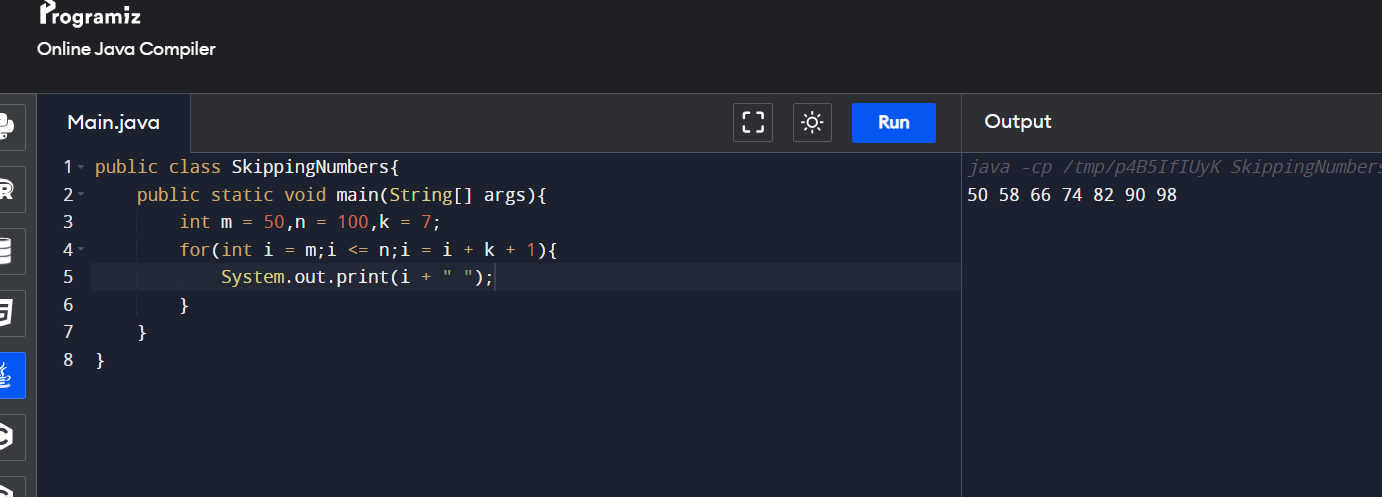 Programiz
Online Java Compiler
Main.java
Run
Output
1 public class SkippingNumbers{
2     public static void main(String[] args){
3         int m = 50,n = 100,k = 7;
4         for(int i = m;i <= n;i = i + k + 1){
5             System.out.print(i + " ");
6         }
7     }
8 }
java -cp /tmp/p4B5IfIUyK SkippingNumbers
50 58 66 74 82 90 98